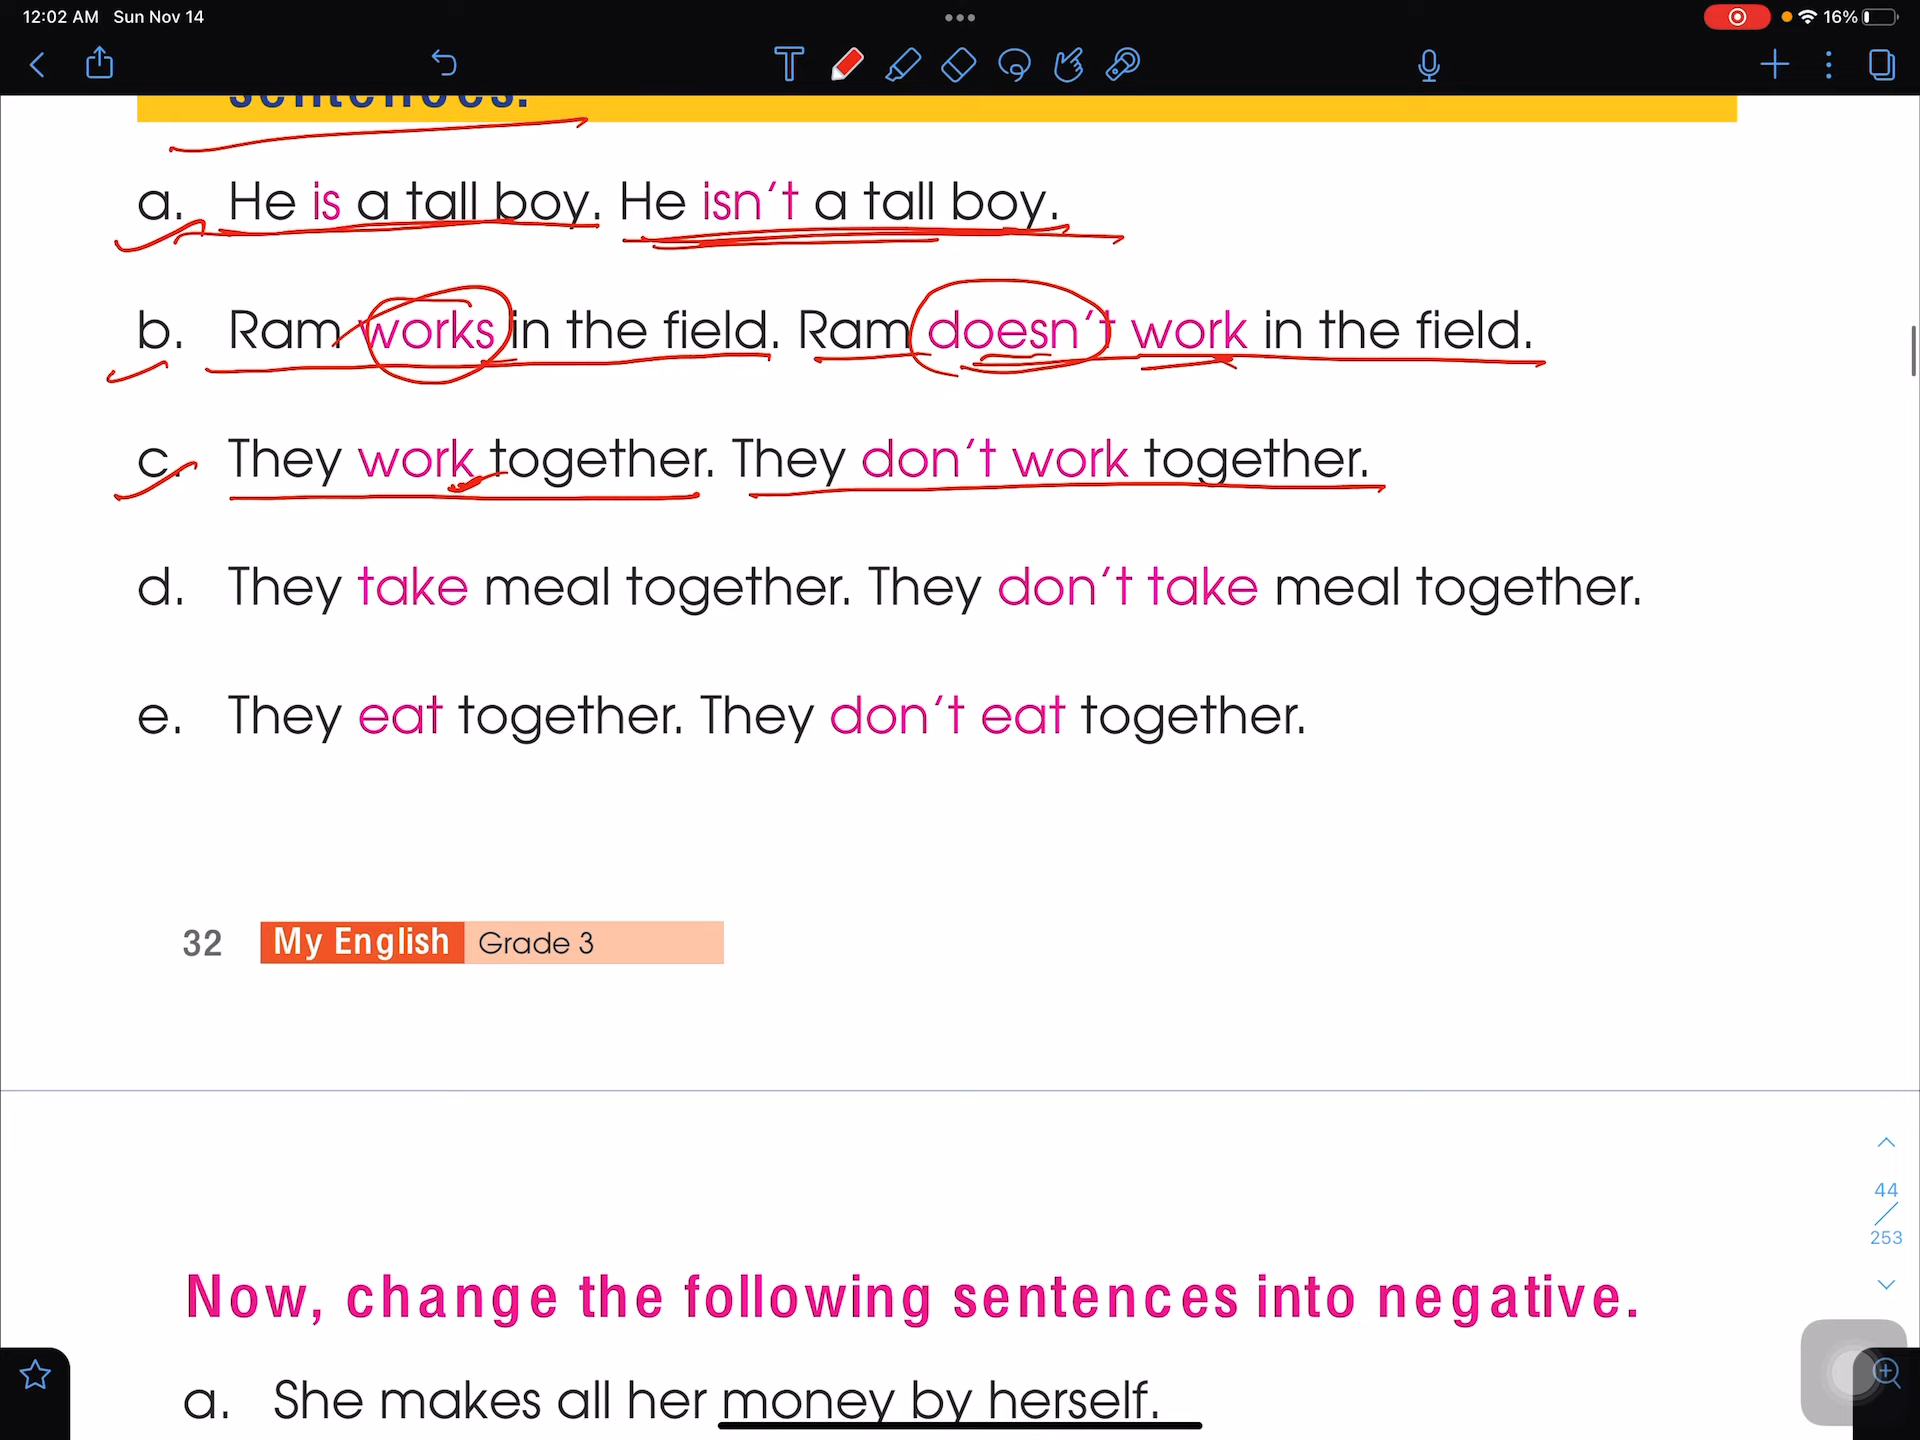 12:02 AM Sun Nov 14
16%
sentences.
a. He is a tall boy. He isn't a tall boy.
b. Ram works in the field. Ram doesn't work in the field.
c. They work together. They don't work together.
d. They take meal together. They don't take meal together.
e. They eat together. They don't eat together.
32 My English Grade 3
44
253
Now, change the following sentences into negative.
a. She makes all her money by herself.